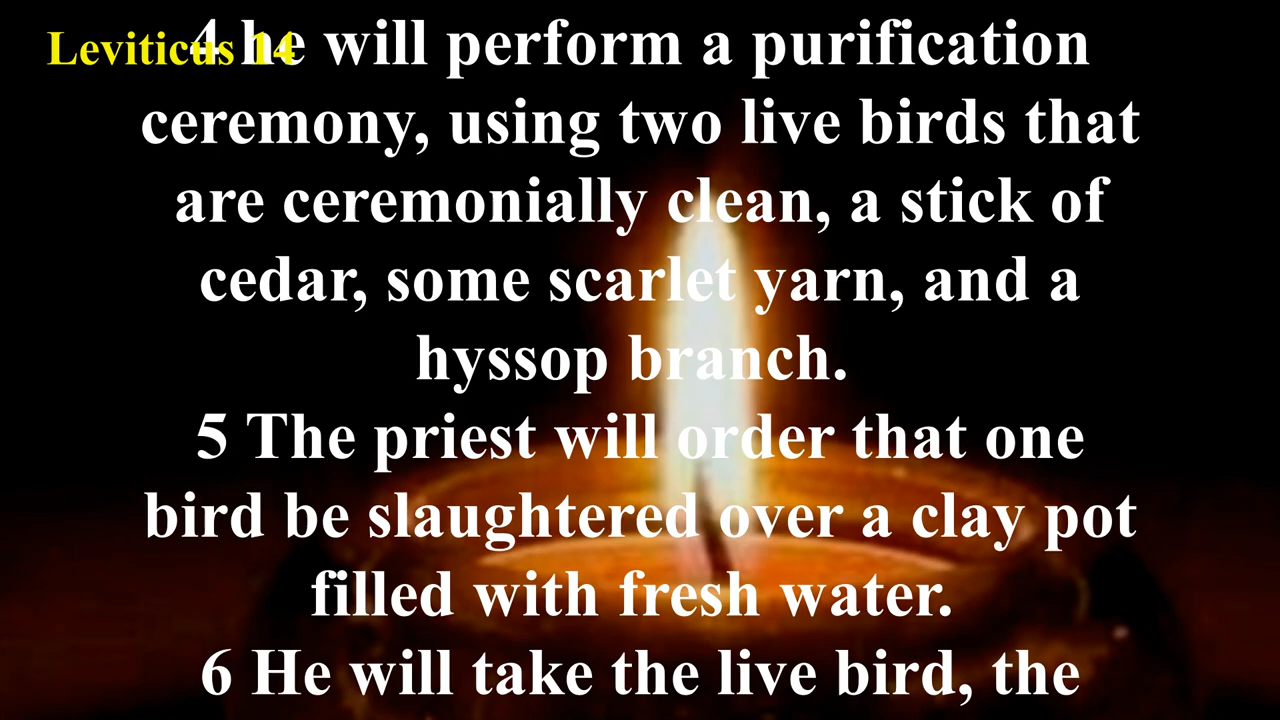 Leviticus 14
4 he will perform a purification
ceremony, using two live birds that
are ceremonially clean, a stick of
cedar, some scarlet yarn, and a
hyssop branch.
5 The priest will order that one
bird be slaughtered over a clay pot
filled with fresh water.
6 He will take the live bird, the